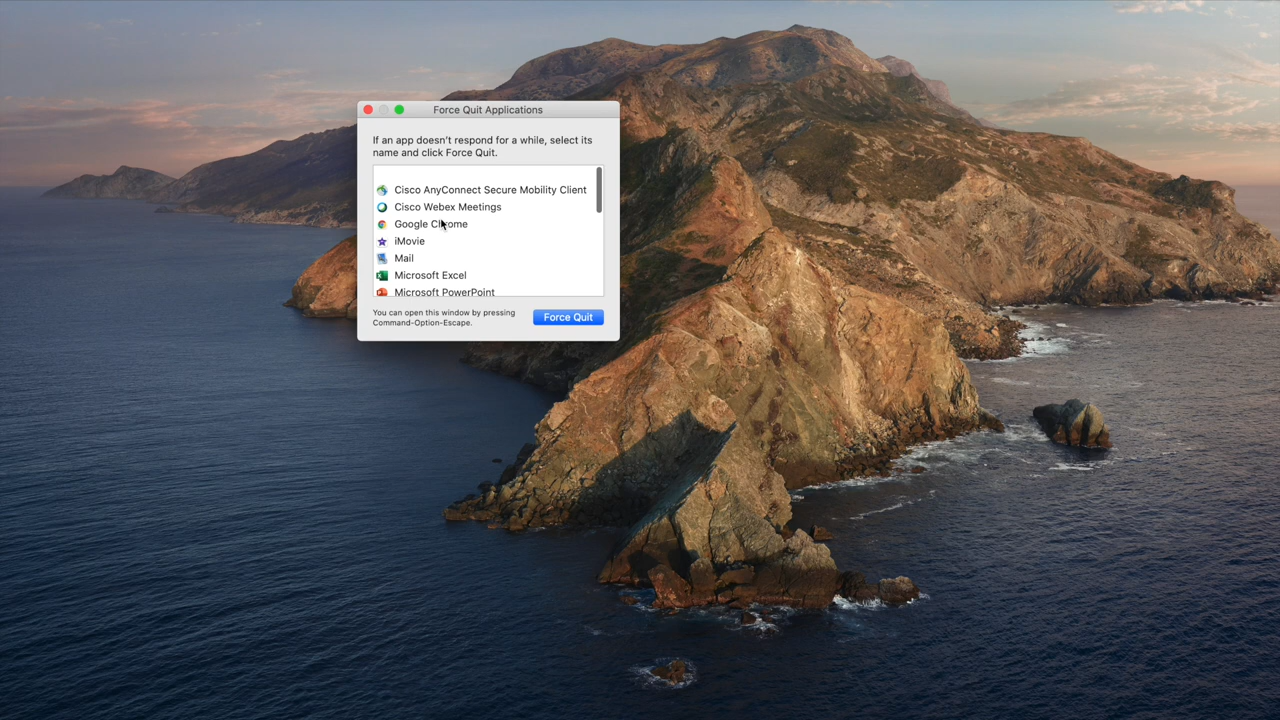 Force Quit Applications
If an app doesn’t respond for a while, select its
name and click Force Quit.
Cisco AnyConnect Secure Mobility Client
Cisco Webex Meetings
Google Chrome
iMovie
Mail
Microsoft Excel
Microsoft PowerPoint
You can open this window by pressing
Command-Option-Escape.
Force Quit